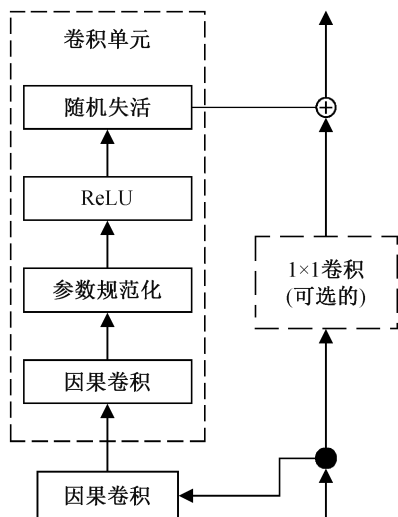 卷积单元
随机失活
ReLU
参数规范化
因果卷积
因果卷积
1×1卷积
(可选的)